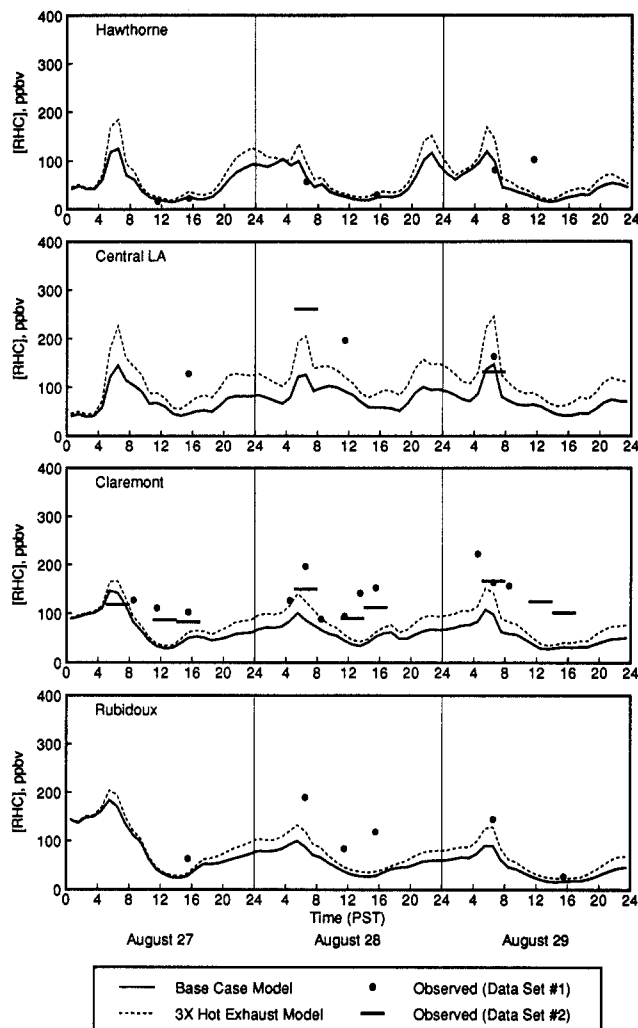 400
Hawthorne
300
200
100
0
[RHC], ppbv
0 4 8 12 16 20 24 4 8 12 16 20 24 4 8 12 16 20 24
400
Central LA
300
200
100
0
[RHC], ppbv
0 4 8 12 16 20 24 4 8 12 16 20 24 4 8 12 16 20 24
400
Claremont
300
200
100
0
[RHC], ppbv
0 4 8 12 16 20 24 4 8 12 16 20 24 4 8 12 16 20 24
400
Rubidoux
300
200
100
0
[RHC], ppbv
0 4 8 12 16 20 24 4 8 12 16 20 24 4 8 12 16 20 24
Time (PST)
August 27 August 28 August 29
Base Case Model Observed (Data Set #1)
3X Hot Exhaust Model Observed (Data Set #2)